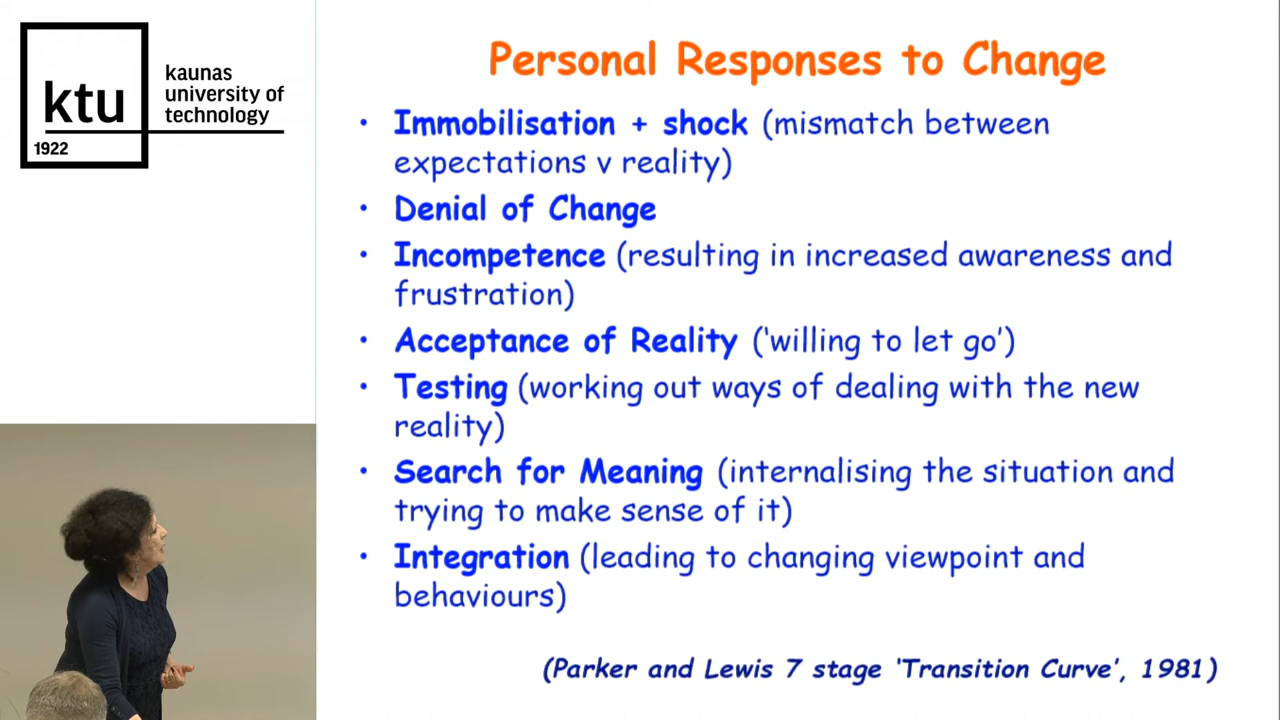 ktu
1922
kaunas
university of
technology
Personal Responses to Change
• Immobilisation + shock (mismatch between
expectations v reality)
• Denial of Change
• Incompetence (resulting in increased awareness and
frustration)
• Acceptance of Reality (‘willing to let go’)
• Testing (working out ways of dealing with the new
reality)
• Search for Meaning (internalising the situation and
trying to make sense of it)
• Integration (leading to changing viewpoint and
behaviours)
(Parker and Lewis 7 stage ‘Transition Curve’, 1981)